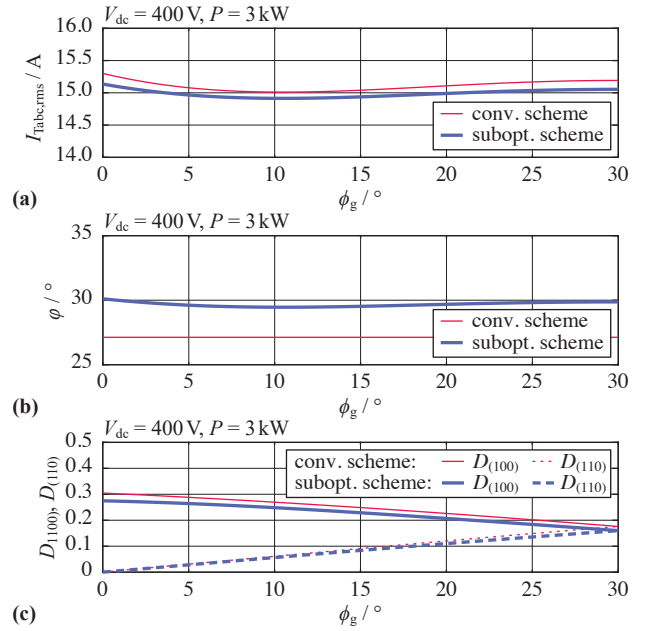 V_dc = 400 V, P = 3 kW
I_Tabc,rms / A
16.0
15.5
15.0
14.5
14.0
conv. scheme
subopt. scheme
0 5 10 15 20 25 30
(a) ϕ_g / °
V_dc = 400 V, P = 3 kW
φ / °
35
30
25
conv. scheme
subopt. scheme
0 5 10 15 20 25 30
(b) ϕ_g / °
V_dc = 400 V, P = 3 kW
D_(1100), D_(110)
0.5
0.4
0.3
0.2
0.1
0
conv. scheme: D_(100) D_(110)
subopt. scheme: D_(100) D_(110)
0 5 10 15 20 25 30
(c) ϕ_g / °